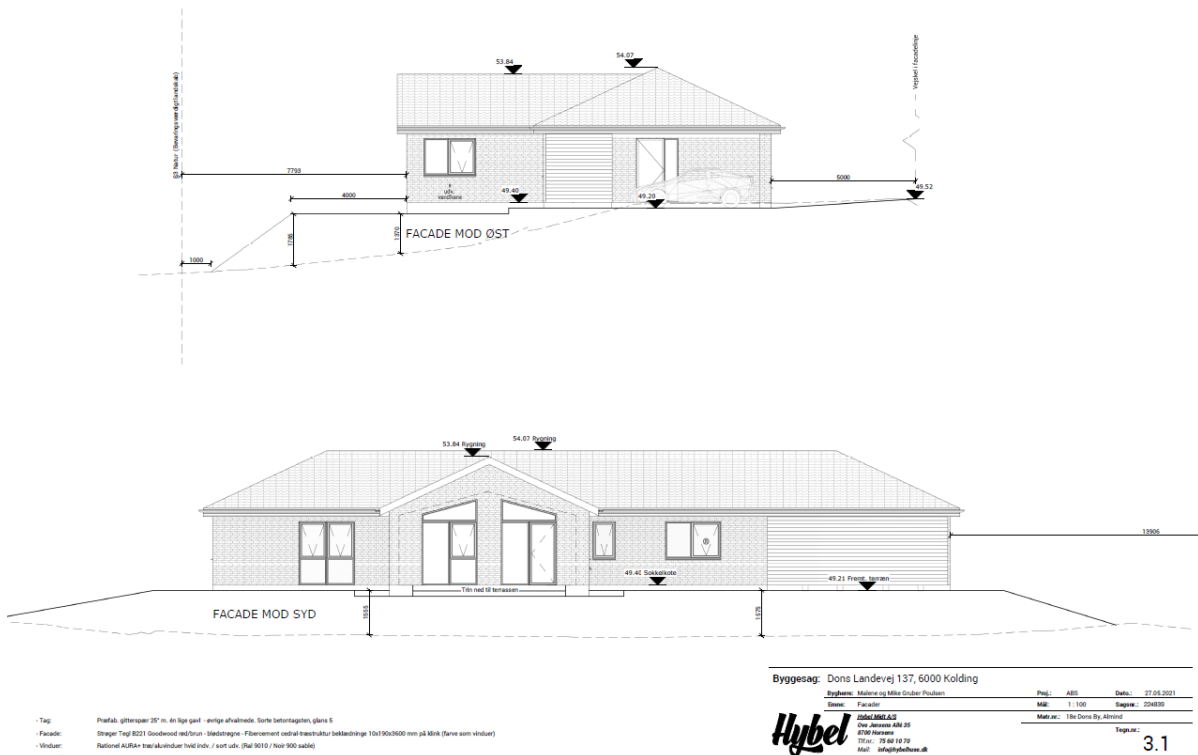 54.07
53.84
§3 Natur (Bevaringsværdigt landskab)
Vejskel i facadelinje
7793
5000
4000
49.40
49.20
49.52
udv.
vandhane
1785
1370
1000
FACADE MOD ØST
53.84 Rygning
54.07 Rygning
13906
49.40 Sokkelkote
49.21 Fremt. terræn
Trin ned til terrassen
1555
1575
FACADE MOD SYD
Byggesag: Dons Landevej 137, 6000 Kolding
Bygherre: Malene og Mike Gruber Poulsen Proj.: ABS Dato.: 27.05.2021
Emne: Facader Mål: 1 : 100 Sagsnr.: 224839
Matr.nr.: 18e Dons By, Almind
Tegn.nr.:
3.1
Hybel
Hybel Midt A/S
Ove Jensens Allé 35
8700 Horsens
Tlf.nr.: 75 60 10 70
Mail: info@hybelhuse.dk
- Tag: Præfab. gitterspær 25° m. én lige gavl - øvrige afvalmede. Sorte betontagsten, glans 5
- Facade: Strøjer Tegl B221 Goodwood rød/brun - blødstrøgne - Fibercement cedral-træstruktur beklædninge 10x190x3600 mm på klink (farve som vinduer)
- Vinduer: Rationel AURA+ træ/alu-vinduer hvid indv. / sort udv. (Ral 9010 / Noir 900 sable)